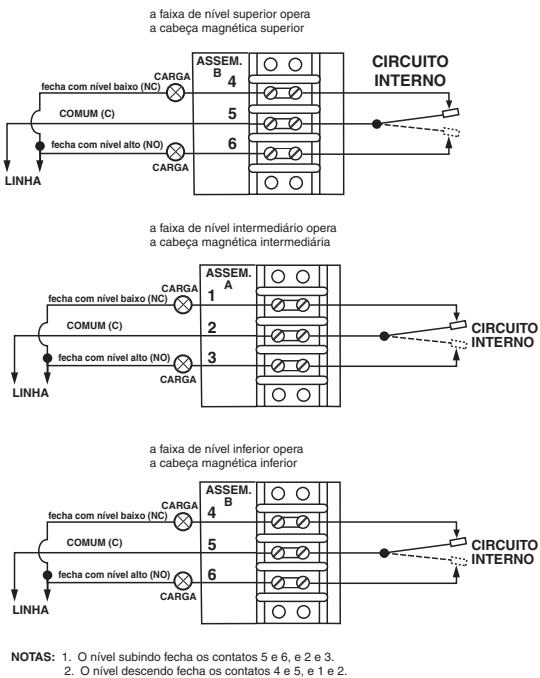 a faixa de nível superior opera
a cabeça magnética superior
ASSEM.
B
CIRCUITO
INTERNO
CARGA
4
fecha com nível baixo (NC)
COMUM (C)
5
fecha com nível alto (NO)
6
CARGA
LINHA
a faixa de nível intermediário opera
a cabeça magnética intermediária
ASSEM.
A
CARGA
1
fecha com nível baixo (NC)
COMUM (C)
2
CIRCUITO
INTERNO
fecha com nível alto (NO)
3
CARGA
LINHA
a faixa de nível inferior opera
a cabeça magnética inferior
ASSEM.
B
CARGA
4
fecha com nível baixo (NC)
COMUM (C)
5
CIRCUITO
INTERNO
fecha com nível alto (NO)
6
CARGA
LINHA
NOTAS: 1. O nível subindo fecha os contatos 5 e 6, e 2 e 3.
2. O nível descendo fecha os contatos 4 e 5, e 1 e 2.